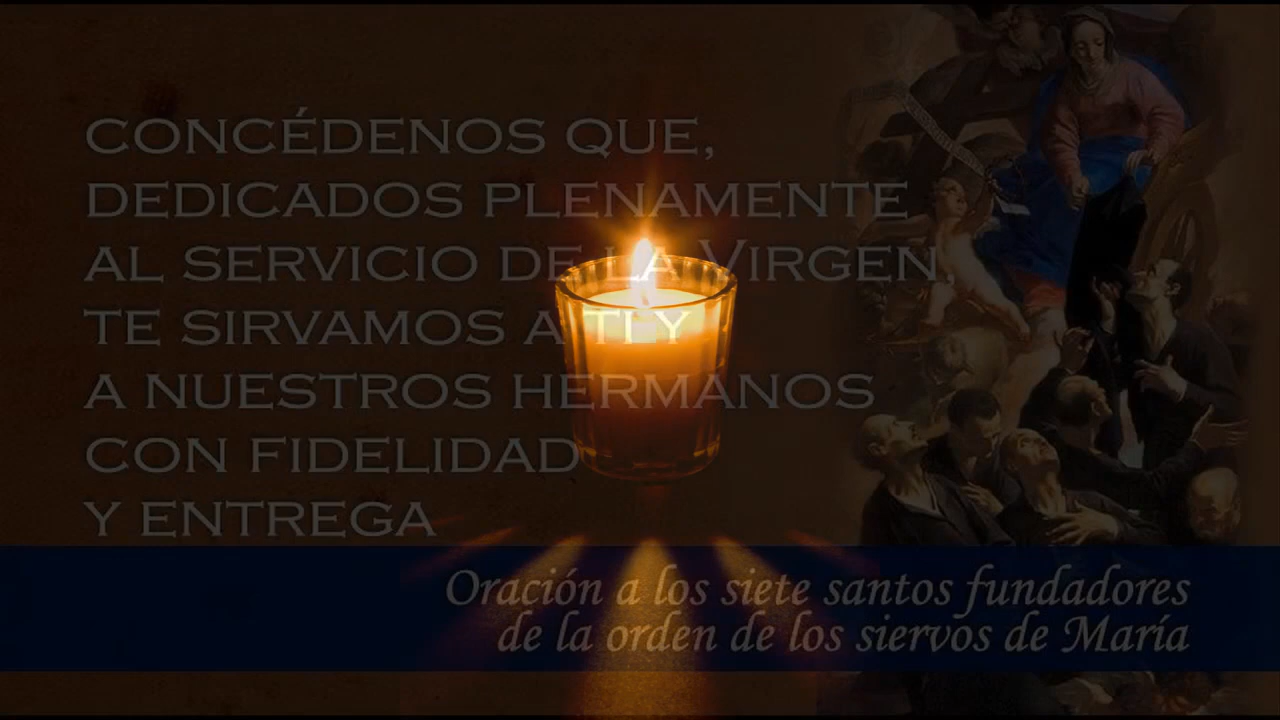 CONCÉDENOS QUE,
DEDICADOS PLENAMENTE
AL SERVICIO DE LA VIRGEN
TE SIRVAMOS A TI Y
A NUESTROS HERMANOS
CON FIDELIDAD
Y ENTREGA
Oración a los siete santos fundadores
de la orden de los siervos de María